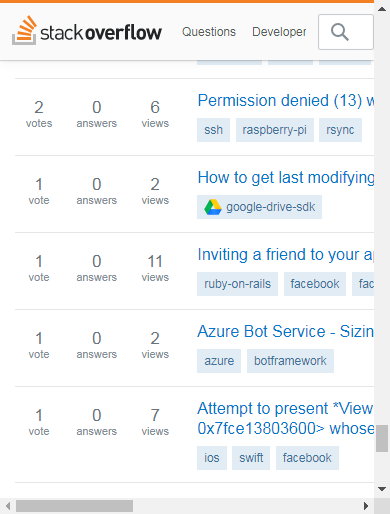 stackoverflow Questions Developer
Permission denied (13) w
2 0 6
votes answers views
ssh raspberry-pi rsync
How to get last modifying
1 0 2
vote answers views
google-drive-sdk
Inviting a friend to your a
1 0 11
vote answers views
ruby-on-rails facebook fac
Azure Bot Service - Sizin
1 0 2
vote answers views
azure botframework
Attempt to present *View
1 0 7
vote answers views
0x7fce13803600> whose
ios swift facebook